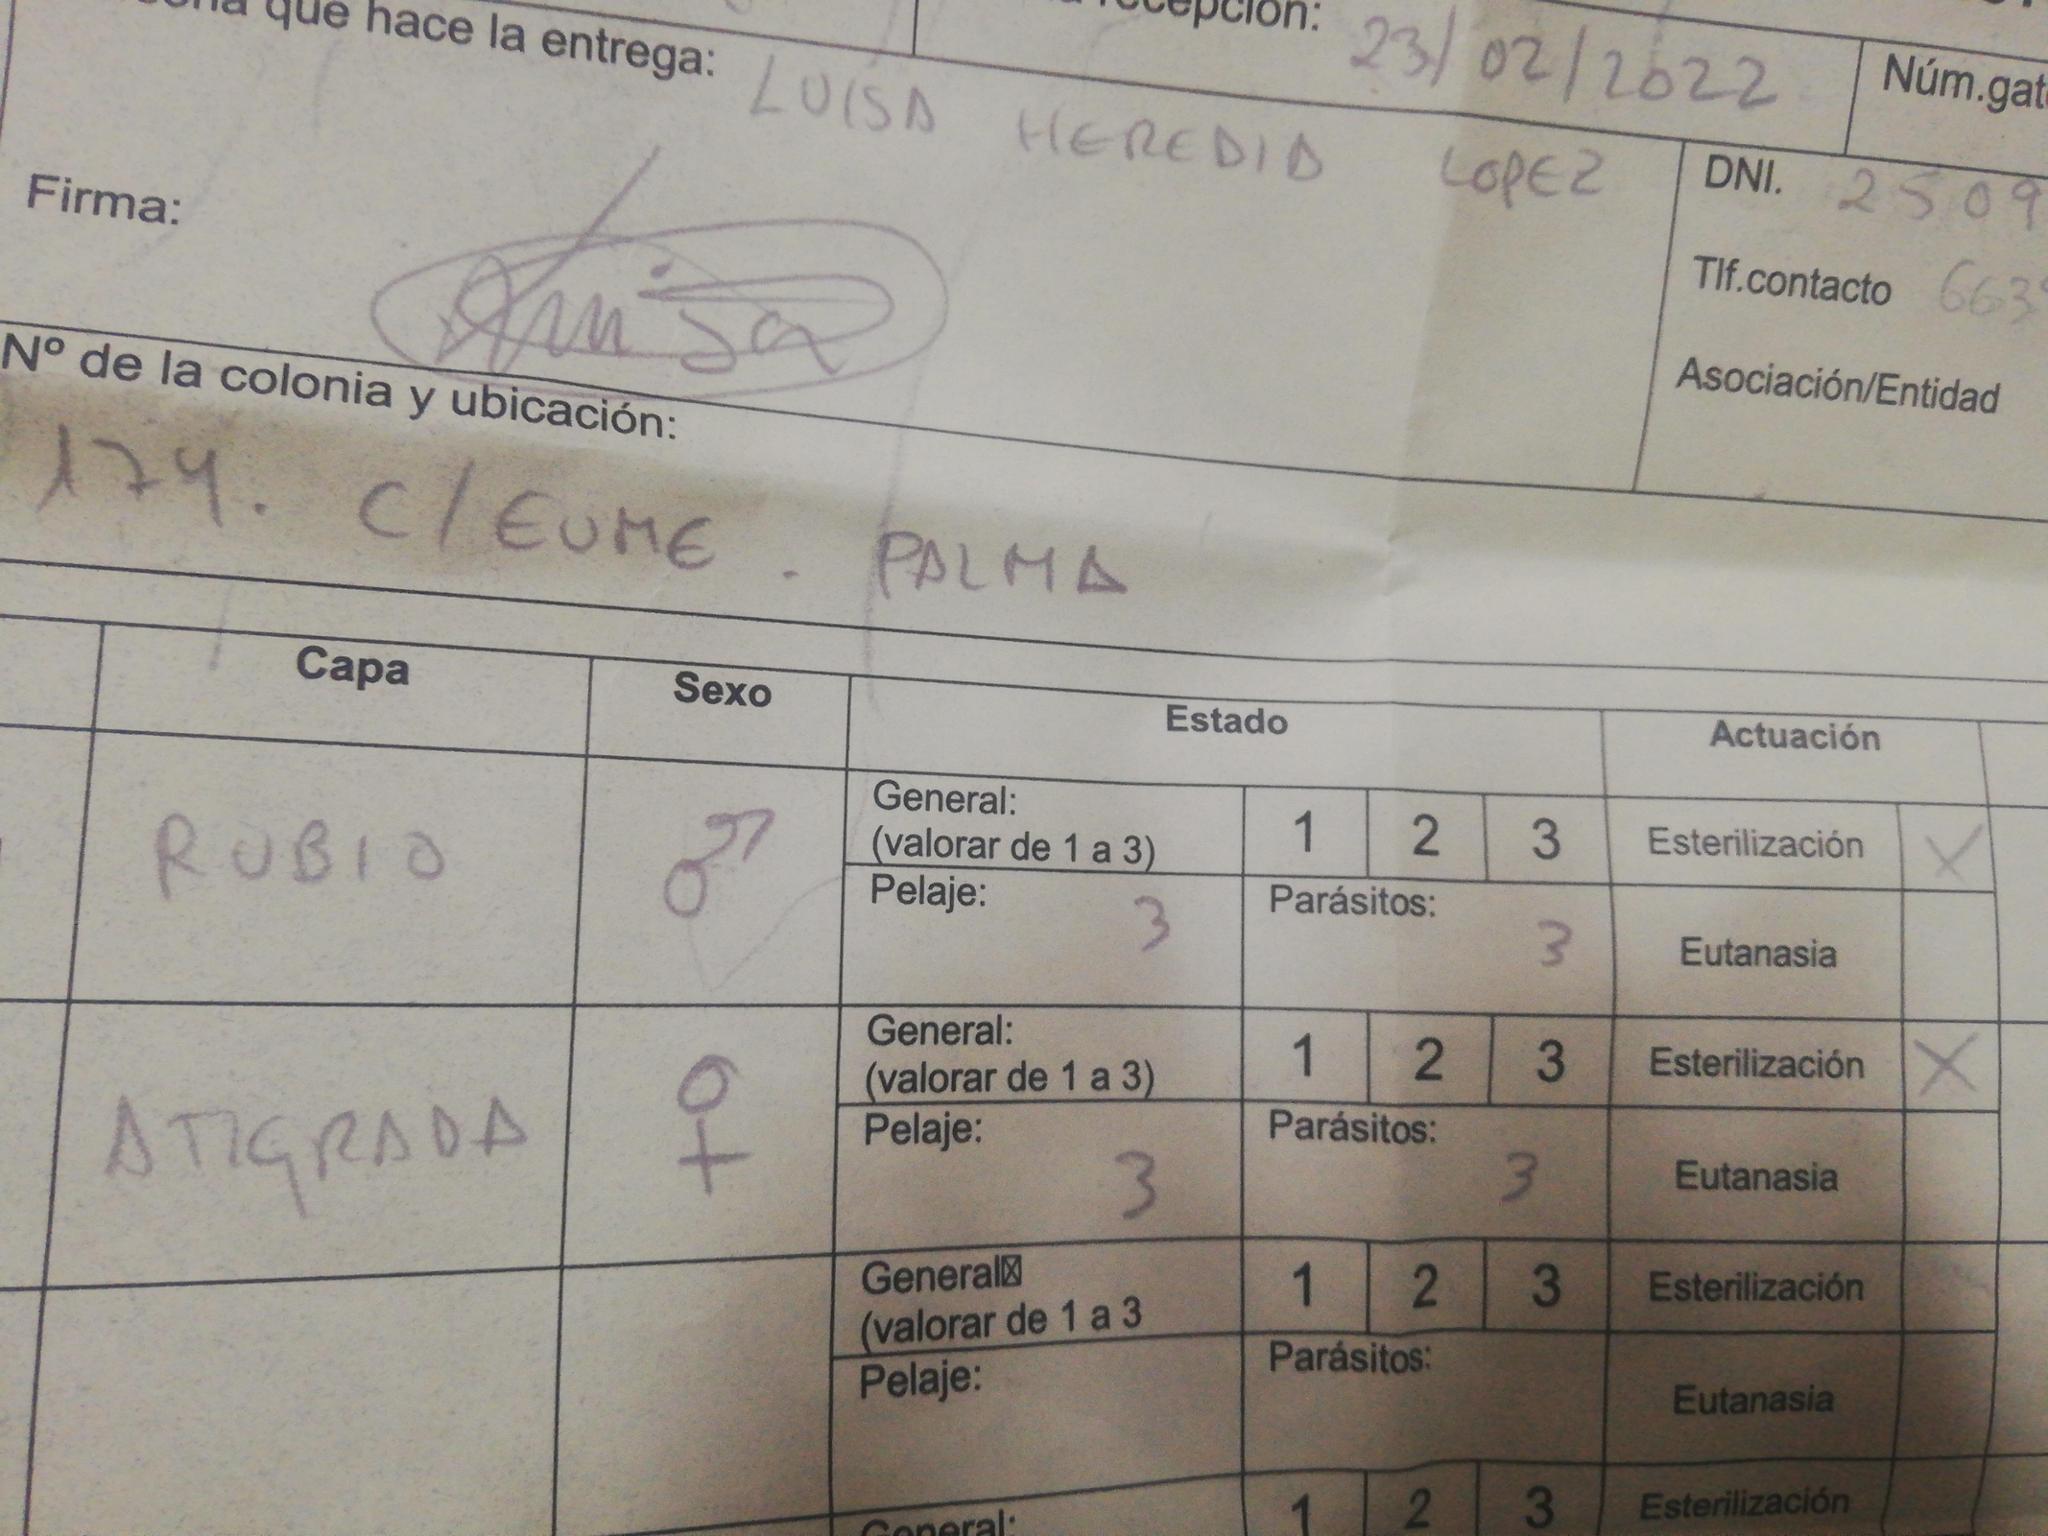 que hace la entrega: LUISA HEREDIA LOPEZ
recepción: 23/02/2022
Núm.gat
Firma: Luisa
DNI. 2509
Tlf.contacto 663
Asociación/Entidad
Nº de la colonia y ubicación:
174. C/EUME. PALMA
Capa Sexo Estado Actuación
RUBIO ♂ General: (valorar de 1 a 3) 1 2 3 Esterilización X
Pelaje: 3 Parásitos: 3 Eutanasia
ATIGRADA ♀ General: (valorar de 1 a 3) 1 2 3 Esterilización X
Pelaje: 3 Parásitos: 3 Eutanasia
General (valorar de 1 a 3 1 2 3 Esterilización
Pelaje: Parásitos: Eutanasia
General: 1 2 3 Esterilización